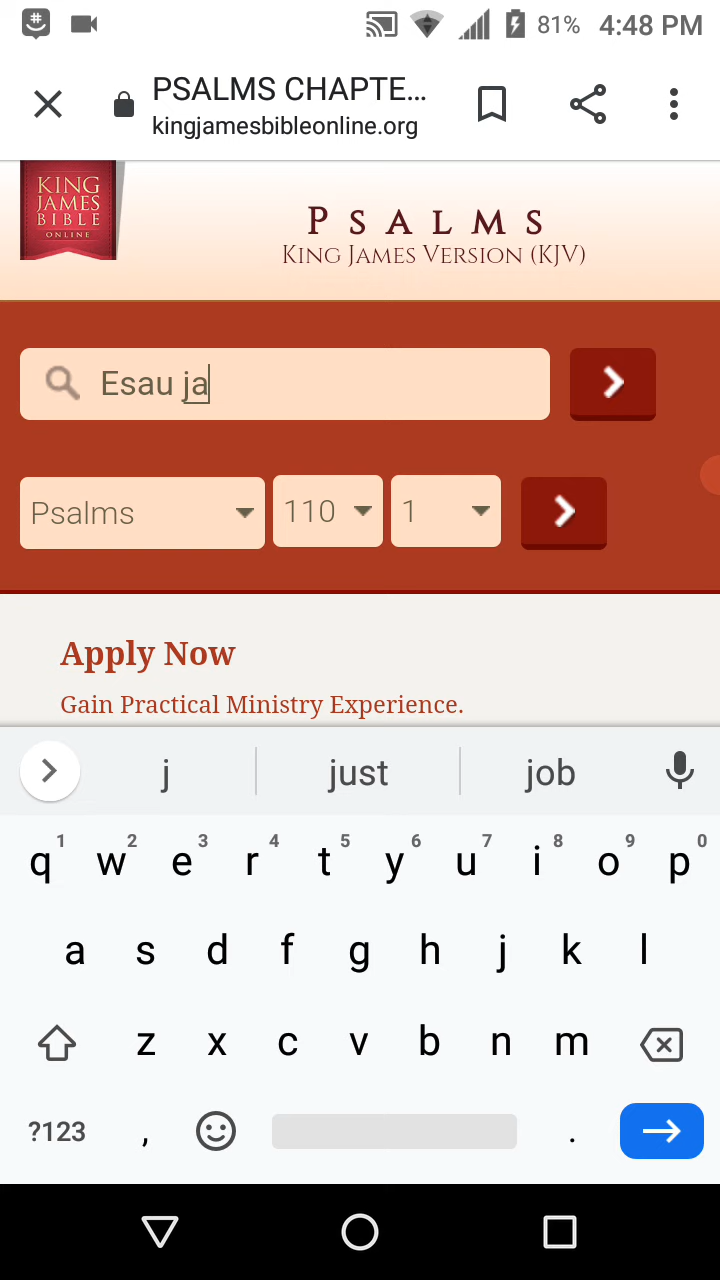 81% 4:48 PM
PSALMS CHAPTE...
kingjamesbibleonline.org
KING
JAMES
BIBLE
ONLINE
PSALMS
KING JAMES VERSION (KJV)
Esau ja
Psalms 110 1
Apply Now
Gain Practical Ministry Experience.
j just job
1 2 3 4 5 6 7 8 9 0
q w e r t y u i o p
a s d f g h j k l
z x c v b n m
?123 , .